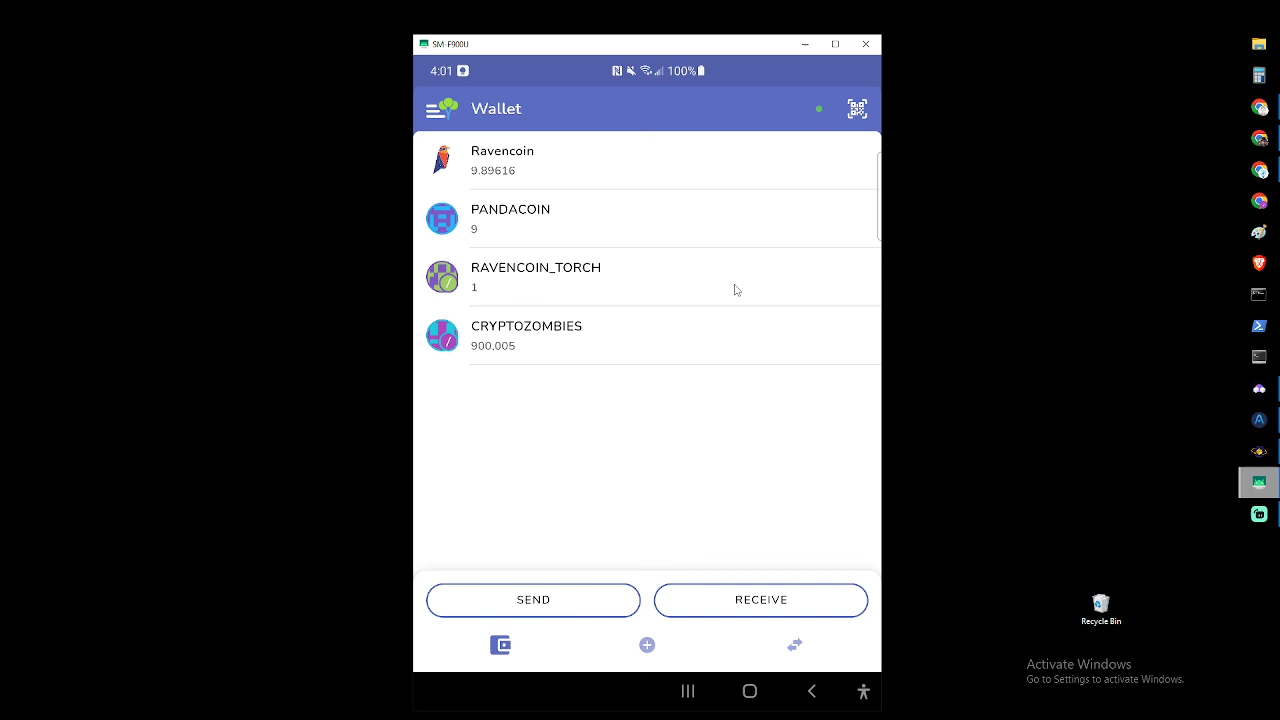 SM-F900U
4:01
100%
Wallet
Ravencoin
9.89616
PANDACOIN
9
RAVENCOIN_TORCH
1
CRYPTOZOMBIES
900,005
SEND
RECEIVE
Recycle Bin
Activate Windows
Go to Settings to activate Windows.